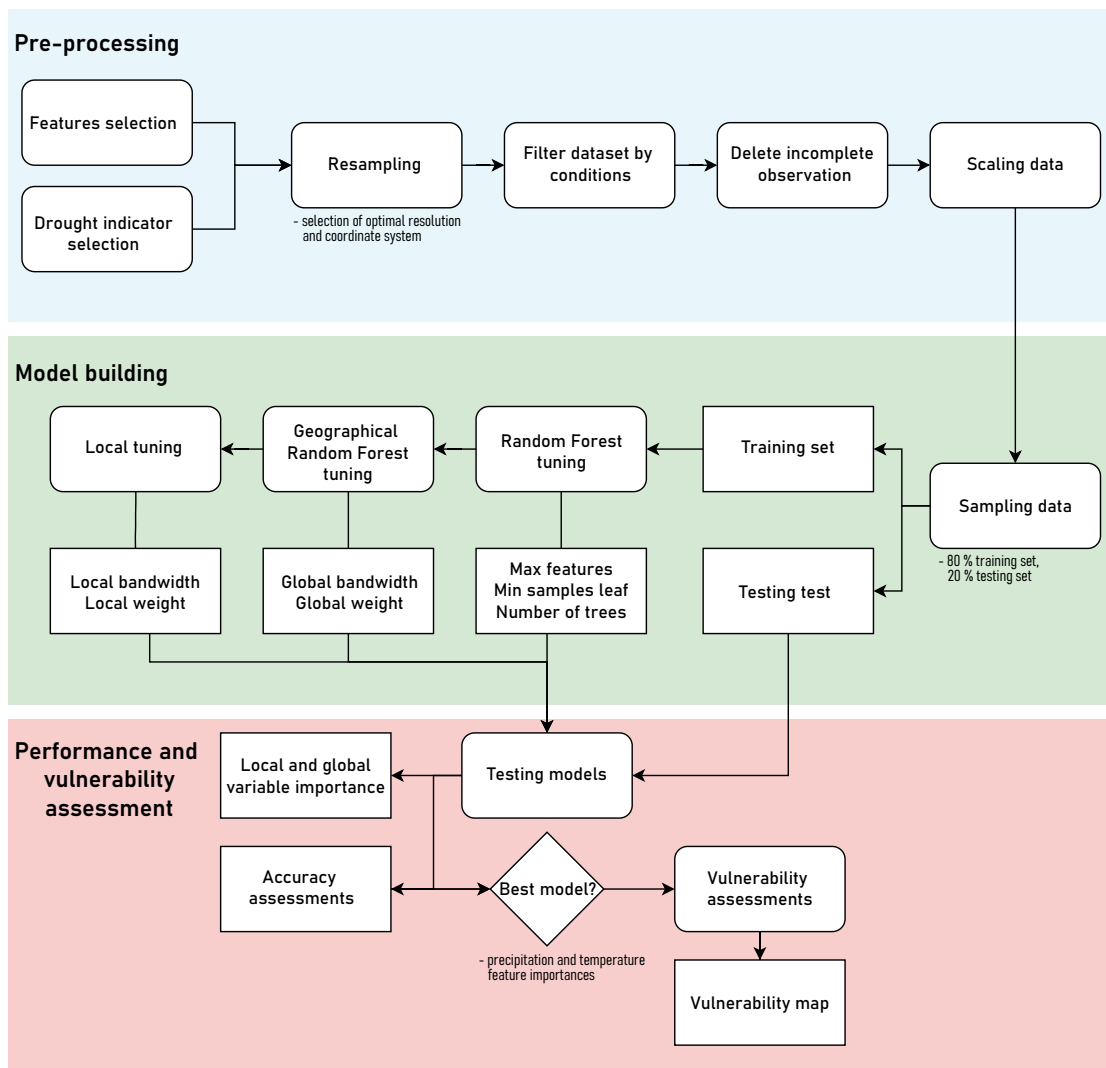 Pre-processing
Features selection
Drought indicator
selection
Resampling
- selection of optimal resolution
and coordinate system
Filter dataset by
conditions
Delete incomplete
observation
Scaling data
Model building
Local tuning
Geographical
Random Forest
tuning
Random Forest
tuning
Training set
Sampling data
- 80 % training set,
20 % testing set
Local bandwidth
Local weight
Global bandwidth
Global weight
Max features
Min samples leaf
Number of trees
Testing test
Performance and
vulnerability
assessment
Local and global
variable importance
Testing models
Accuracy
assessments
Best model?
- precipitation and temperature
feature importances
Vulnerability
assessments
Vulnerability map